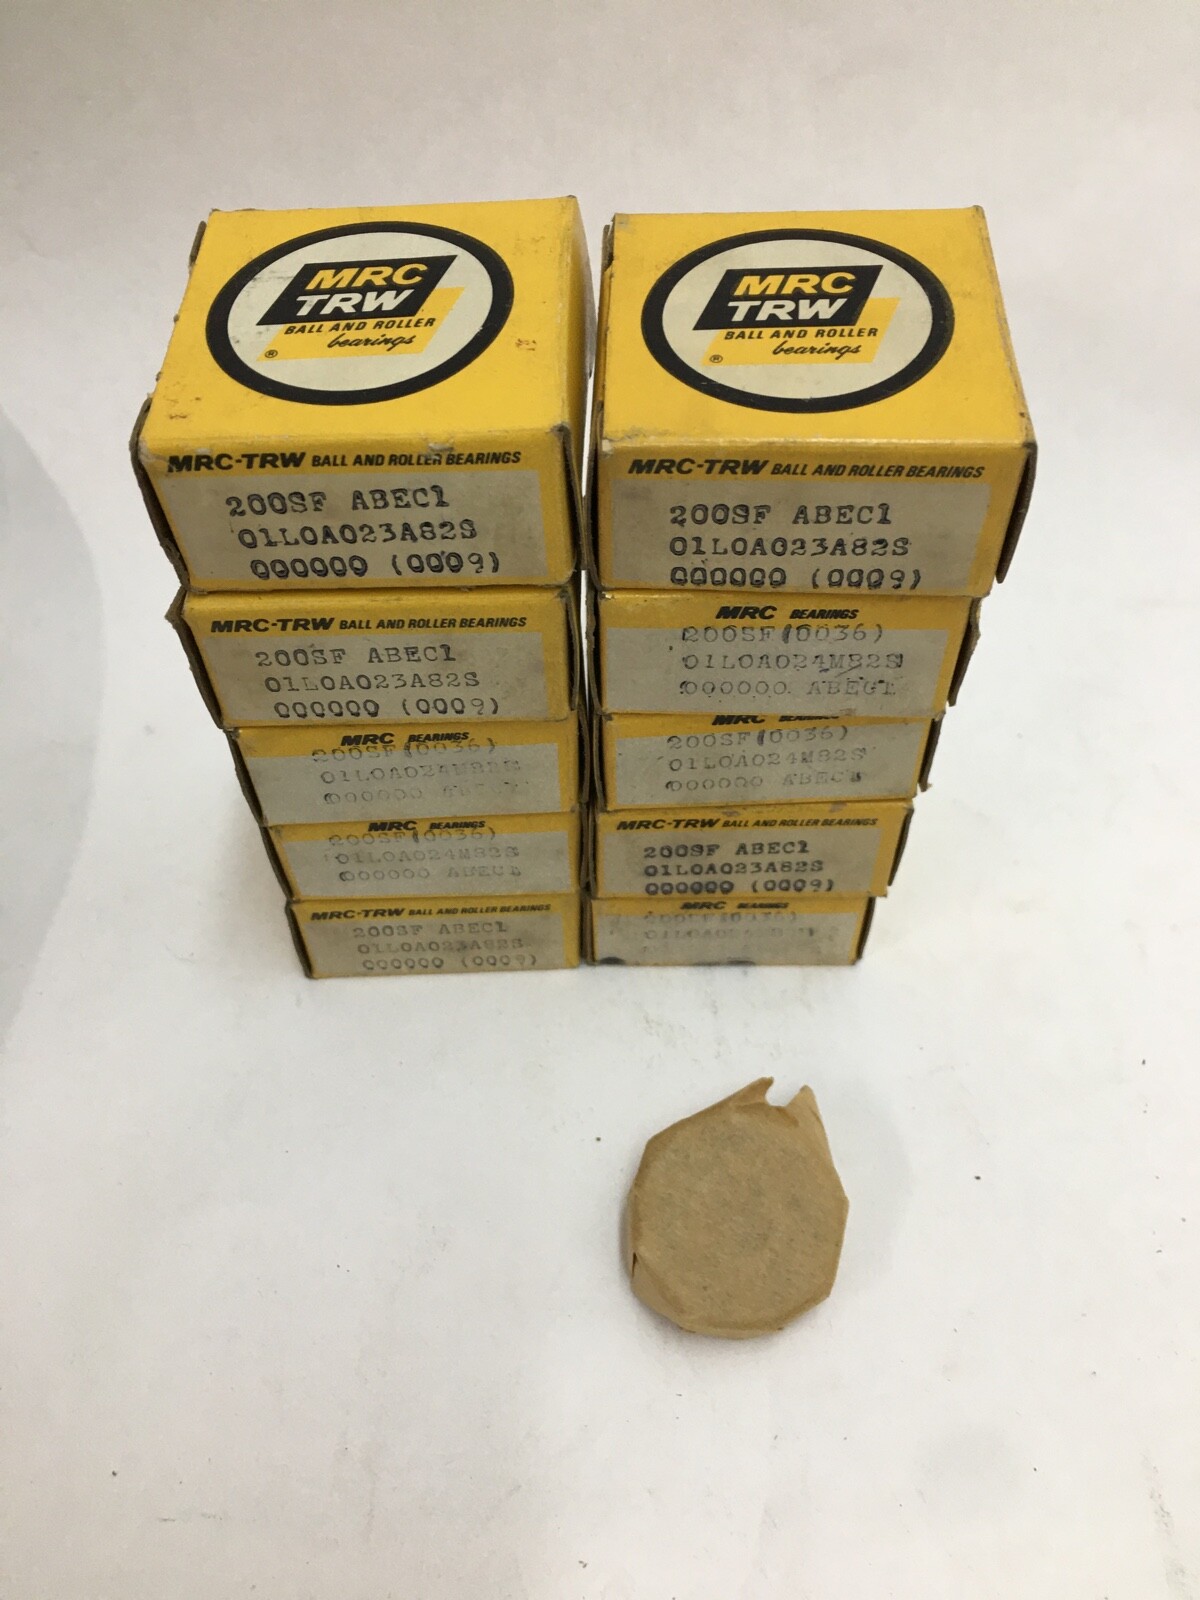 MRC
TRW
BALL AND ROLLER
bearings
®
MRC-TRW BALL AND ROLLER BEARINGS
200SF ABEC1
01L0A023A82S
000000 (0009)
MRC-TRW BALL AND ROLLER BEARINGS
200SF ABEC1
01L0A023A82S
000000 (0009)
MRC BEARINGS
200SF(0036)
000000
MRC BEARINGS
200SF(0036)
01L0A024M82S
000000 ABEC1
MRC-TRW BALL AND ROLLER BEARINGS
200SF ABEC1
01L0A023A82S
000000 (0009)
MRC
TRW
BALL AND ROLLER
bearings
®
MRC-TRW BALL AND ROLLER BEARINGS
200SF ABEC1
01L0A023A82S
000000 (0009)
MRC BEARINGS
200SF(0036)
01L0A024M82S
000000 ABEC1
MRC BEARINGS
200SF(0036)
01L0A024M82S
000000 ABEC1
MRC-TRW BALL AND ROLLER BEARINGS
200SF ABEC1
01L0A023A82S
000000 (0009)
MRC BEARINGS